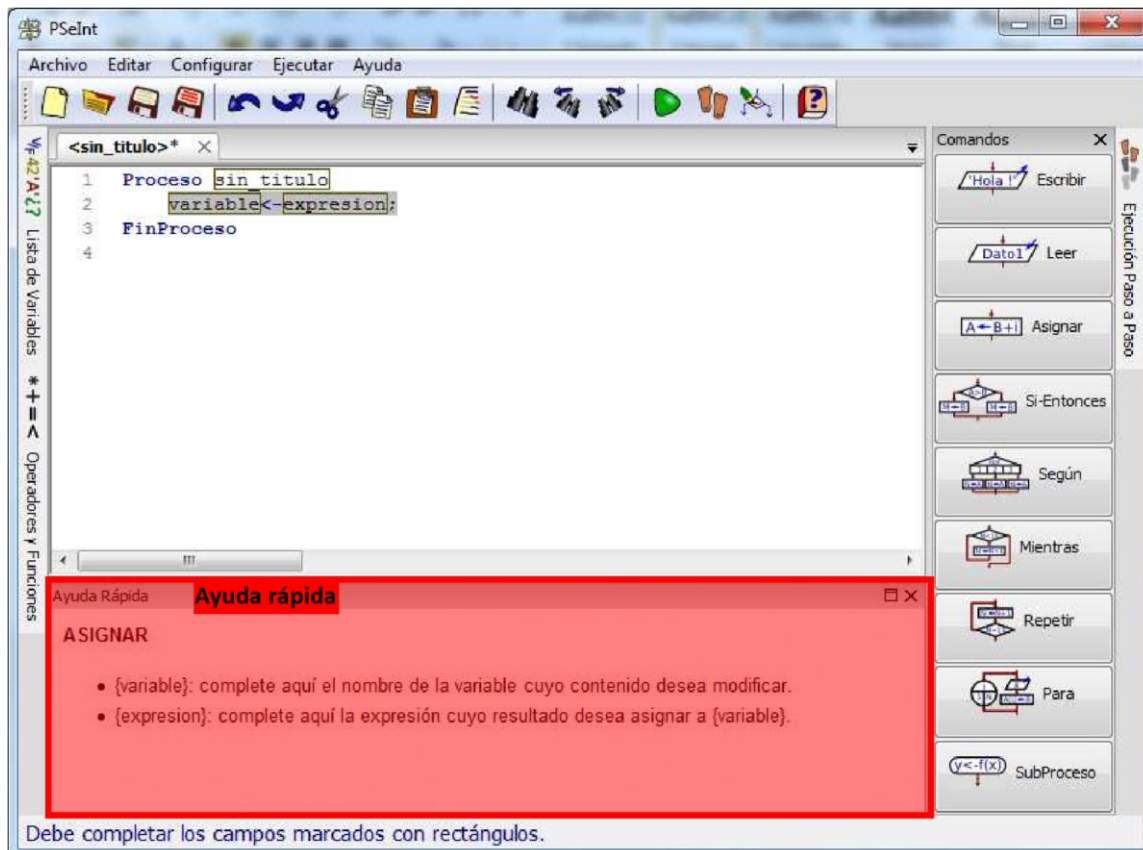 PSeInt
Archivo Editar Configurar Ejecutar Ayuda
<sin_titulo>* ×
1 Proceso sin_titulo
2 variable<-expresion;
3 FinProceso
4
42 'A' ¿? Lista de Variables
*+=< Operadores y Funciones
Comandos
'Hola !' Escribir
Dato1 Leer
A←B+i Asignar
Si-Entonces
Según
Mientras
Repetir
Para
y<-f(x) SubProceso
Ejecución Paso a Paso
Ayuda Rápida Ayuda rápida
ASIGNAR
• {variable}: complete aquí el nombre de la variable cuyo contenido desea modificar.
• {expresion}: complete aquí la expresión cuyo resultado desea asignar a {variable}.
Debe completar los campos marcados con rectángulos.